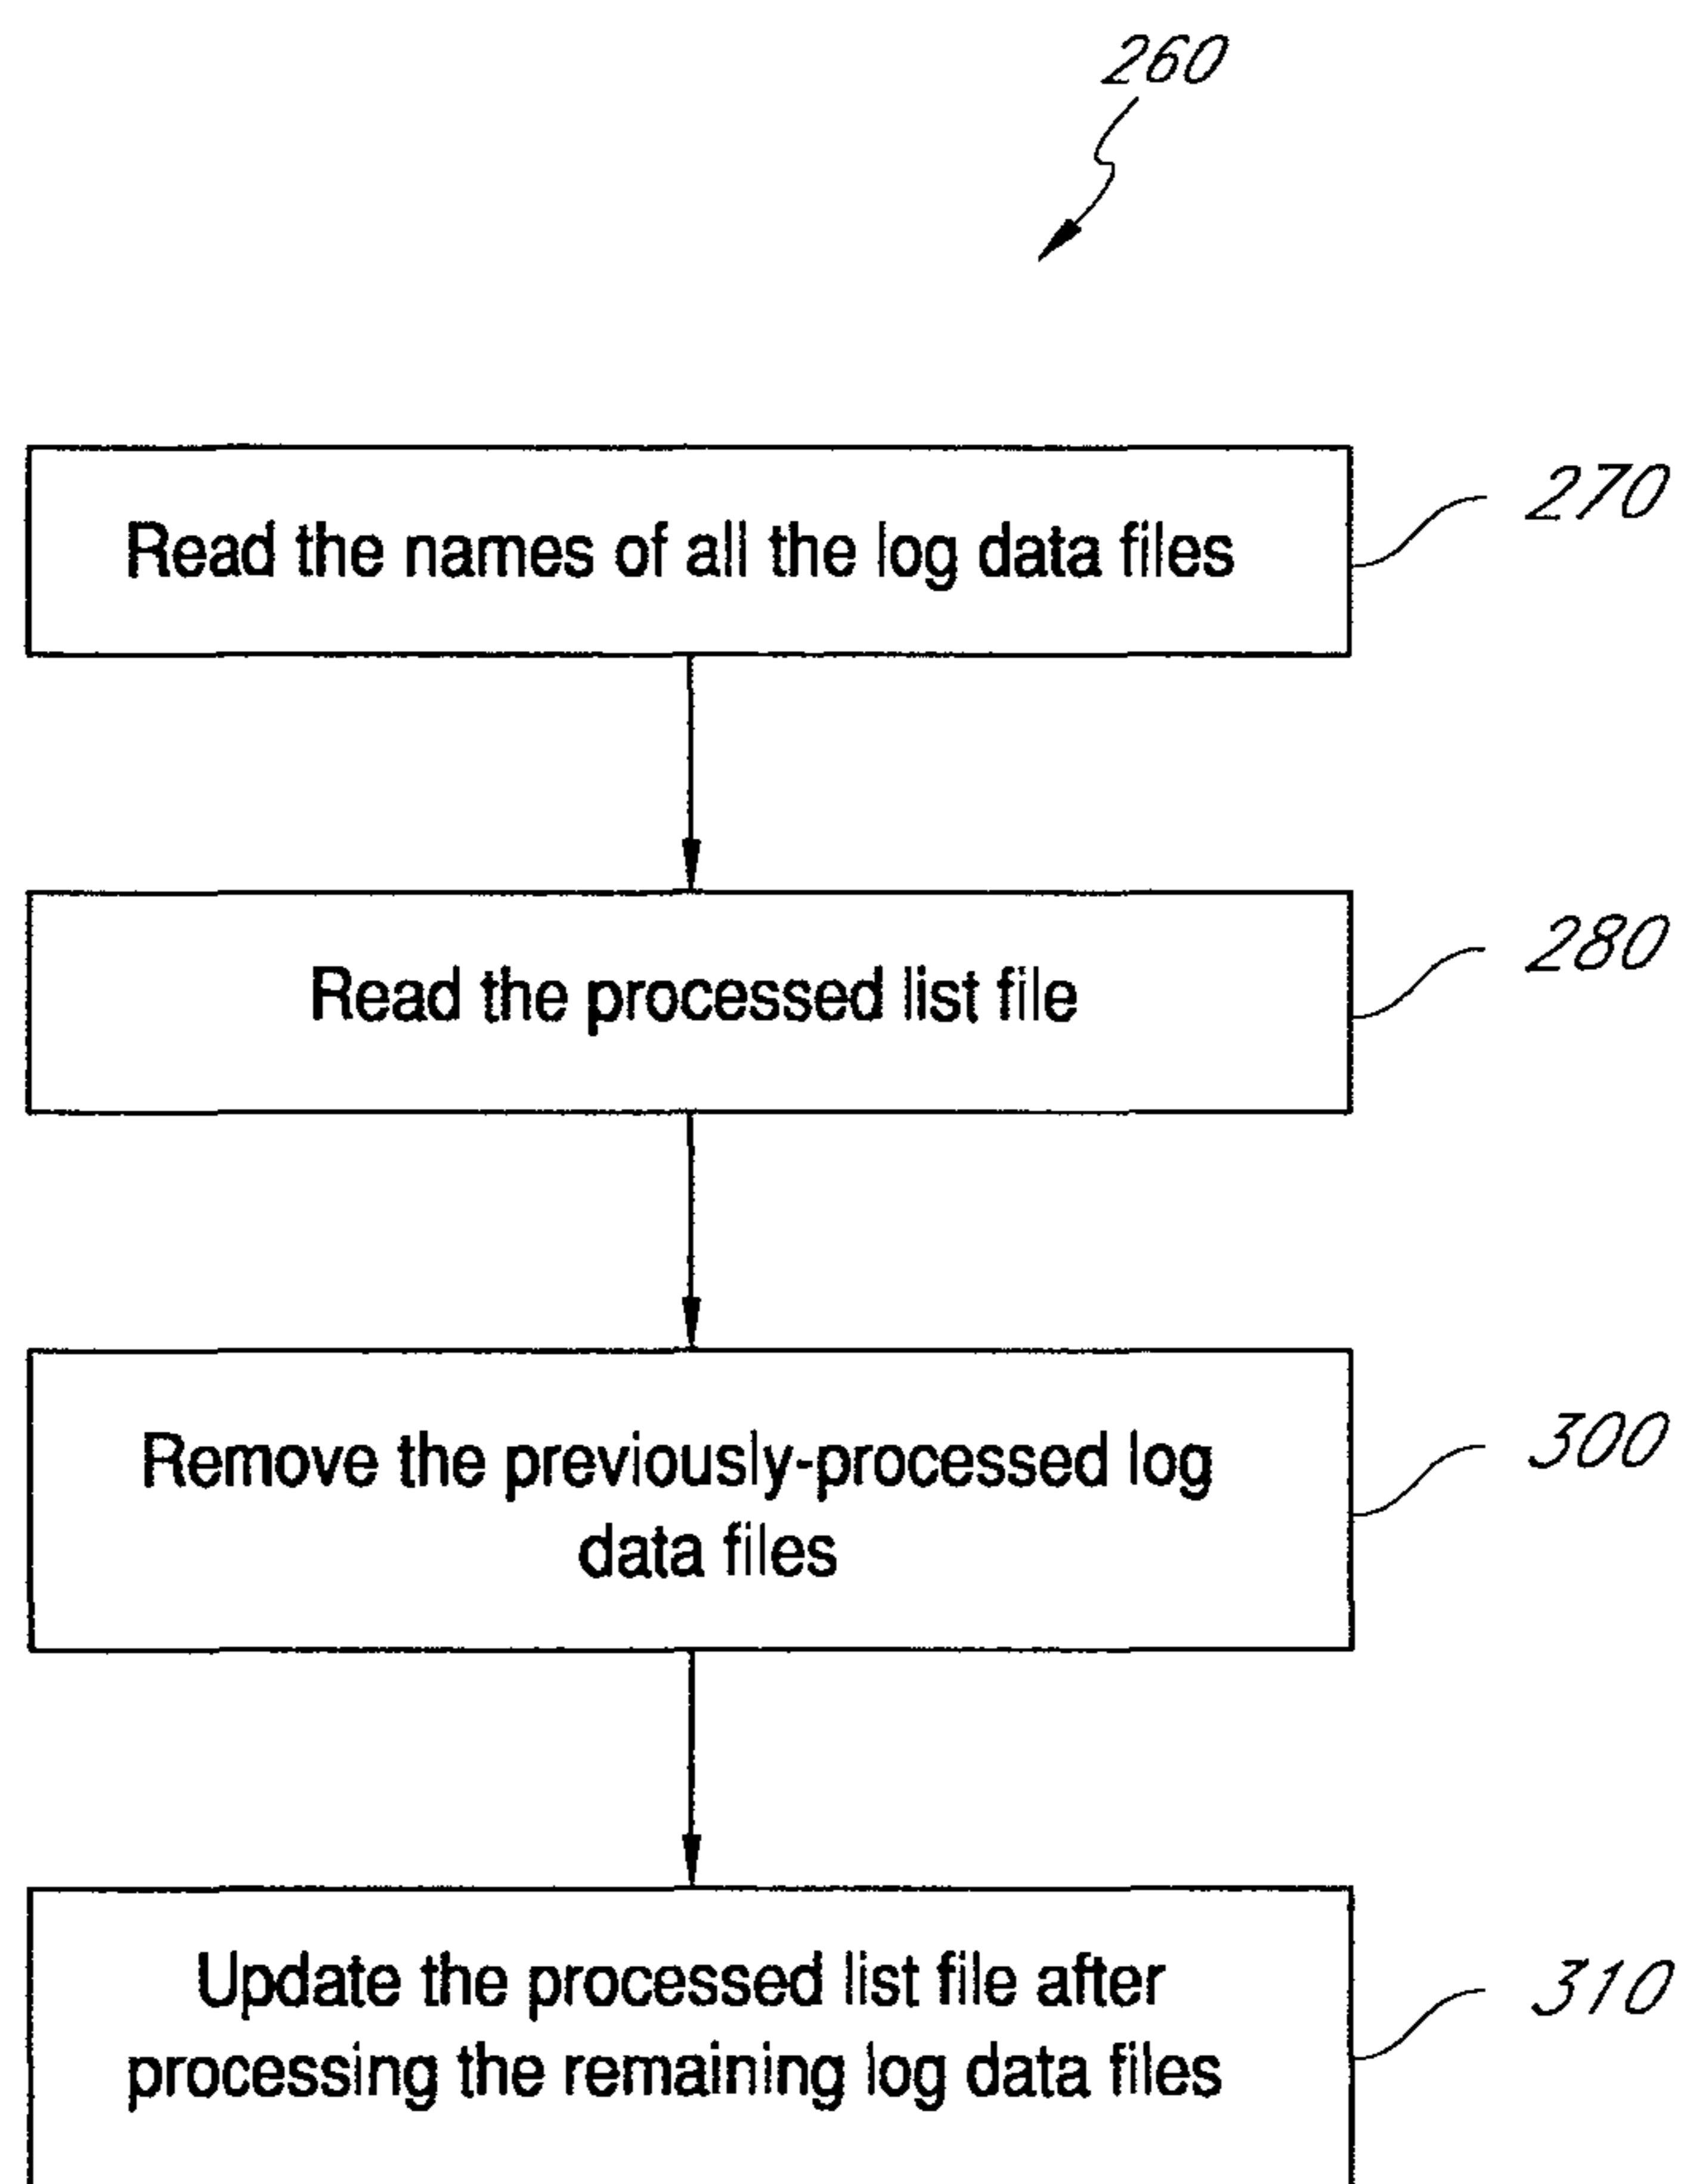 260
Read the names of all the log data files
270
Read the processed list file
280
Remove the previously-processed log
data files
300
Update the processed list file after
processing the remaining log data files
310